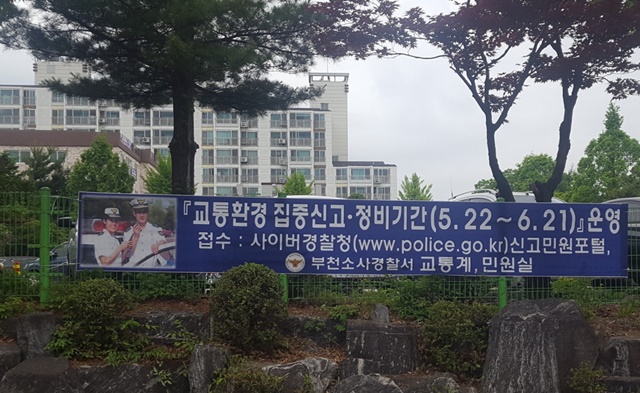 『교통환경 집중신고·정비기간(5. 22 ~ 6. 21)』운영
접수 : 사이버경찰청(www.police.go.kr)신고민원포털,
부천소사경찰서 교통계, 민원실